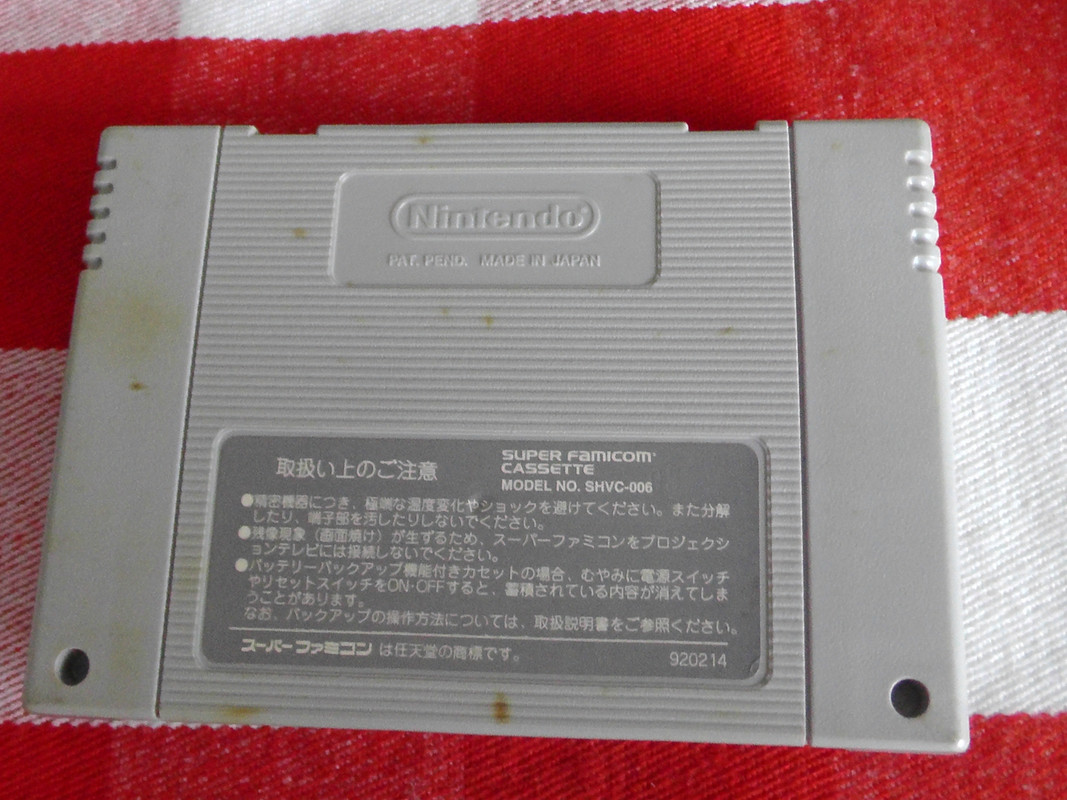 Nintendo®
PAT. PEND. MADE IN JAPAN
取扱い上のご注意
SUPER FAMICOM
CASSETTE
MODEL NO. SHVC-006
●精密機器につき、極端な温度変化やショックを避けてください。また分解
したり、端子部を汚したりしないでください。
●残像現象（画面焼け）が生ずるため、スーパーファミコンをプロジェクシ
ョンテレビには接続しないでください。
●バッテリーバックアップ機能付きカセットの場合、むやみに電源スイッチ
やリセットスイッチをON-OFFすると、蓄積されている内容が消えてしま
うことがあります。
なお、バックアップの操作方法については、取扱説明書をご参照ください。
スーパーファミコン は任天堂の商標です。
920214